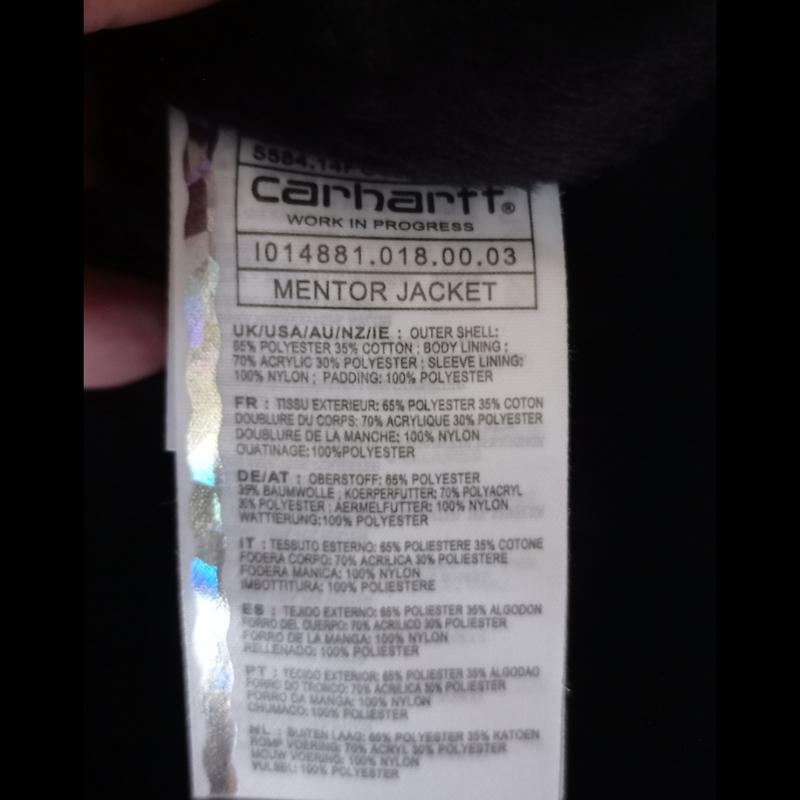 5584.14
carhartt®
WORK IN PROGRESS
I014881.018.00.03
MENTOR JACKET
UK/USA/AU/NZ/IE : OUTER SHELL:
65% POLYESTER 35% COTTON ; BODY LINING :
70% ACRYLIC 30% POLYESTER ; SLEEVE LINING:
100% NYLON ; PADDING: 100% POLYESTER
FR : TISSU EXTERIEUR: 65% POLYESTER 35% COTON
DOUBLURE DU CORPS: 70% ACRYLIQUE 30% POLYESTER
DOUBLURE DE LA MANCHE: 100% NYLON
OUATINAGE:100%POLYESTER
DE/AT : OBERSTOFF: 65% POLYESTER
35% BAUMWOLLE ; KOERPERFUTTER: 70% POLYACRYL
30% POLYESTER ; AERMELFUTTER: 100% NYLON
WATTIERUNG:100% POLYESTER
IT : TESSUTO ESTERNO: 65% POLIESTERE 35% COTONE
FODERA CORPO: 70% ACRILICA 30% POLIESTERE
FODERA MANICA: 100% NYLON
IMBOTTITURA: 100% POLIESTERE
ES : TEJIDO EXTERNO: 65% POLIESTER 35% ALGODON
FORRO DEL CUERPO: 70% ACRILICO 30% POLIESTER
FORRO DE LA MANGA: 100% NYLON
RELLENADO: 100% POLIESTER
PT : TECIDO EXTERIOR: 65% POLIESTER 35% ALGODAO
FORRO DO TRONCO: 70% ACRILICA 30% POLIESTER
FORRO DA MANGA: 100% NYLON
CHUMACO: 100% POLIESTER
NL : BUITEN LAAG: 65% POLYESTER 35% KATOEN
ROMP VOERING: 70% ACRYL 30% POLYESTER
MOUW VOERING: 100% NYLON
VULSEL: 100% POLYESTER